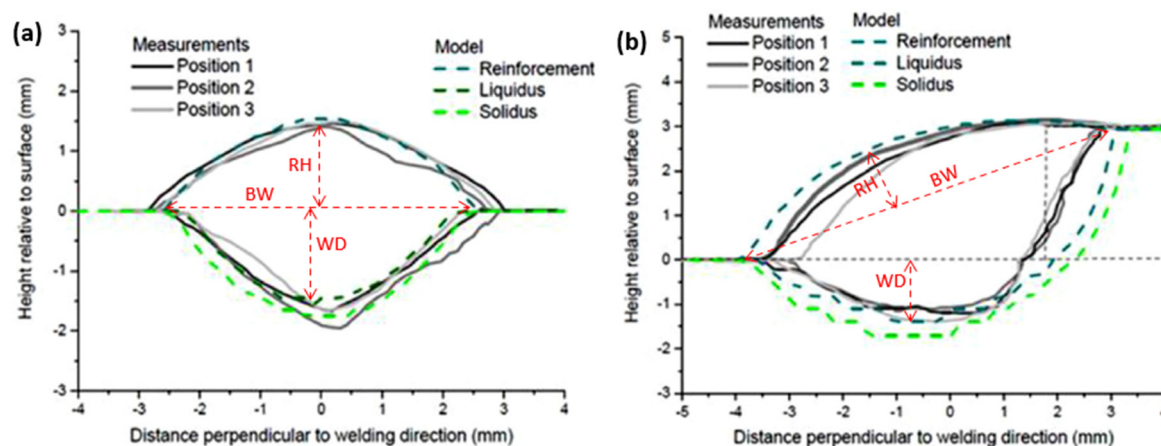 (a)
Measurements
Position 1
Position 2
Position 3
Model
Reinforcement
Liquidus
Solidus
RH
BW
WD
Height relative to surface (mm)
3
2
1
0
-1
-2
-3
-4 -3 -2 -1 0 1 2 3 4
Distance perpendicular to welding direction (mm)
(b)
Measurements
Position 1
Position 2
Position 3
Model
Reinforcement
Liquidus
Solidus
RH
BW
WD
Height relative to surface (mm)
5
4
3
2
1
0
-1
-2
-3
-5 -4 -3 -2 -1 0 1 2 3 4
Distance perpendicular to welding direction (mm)